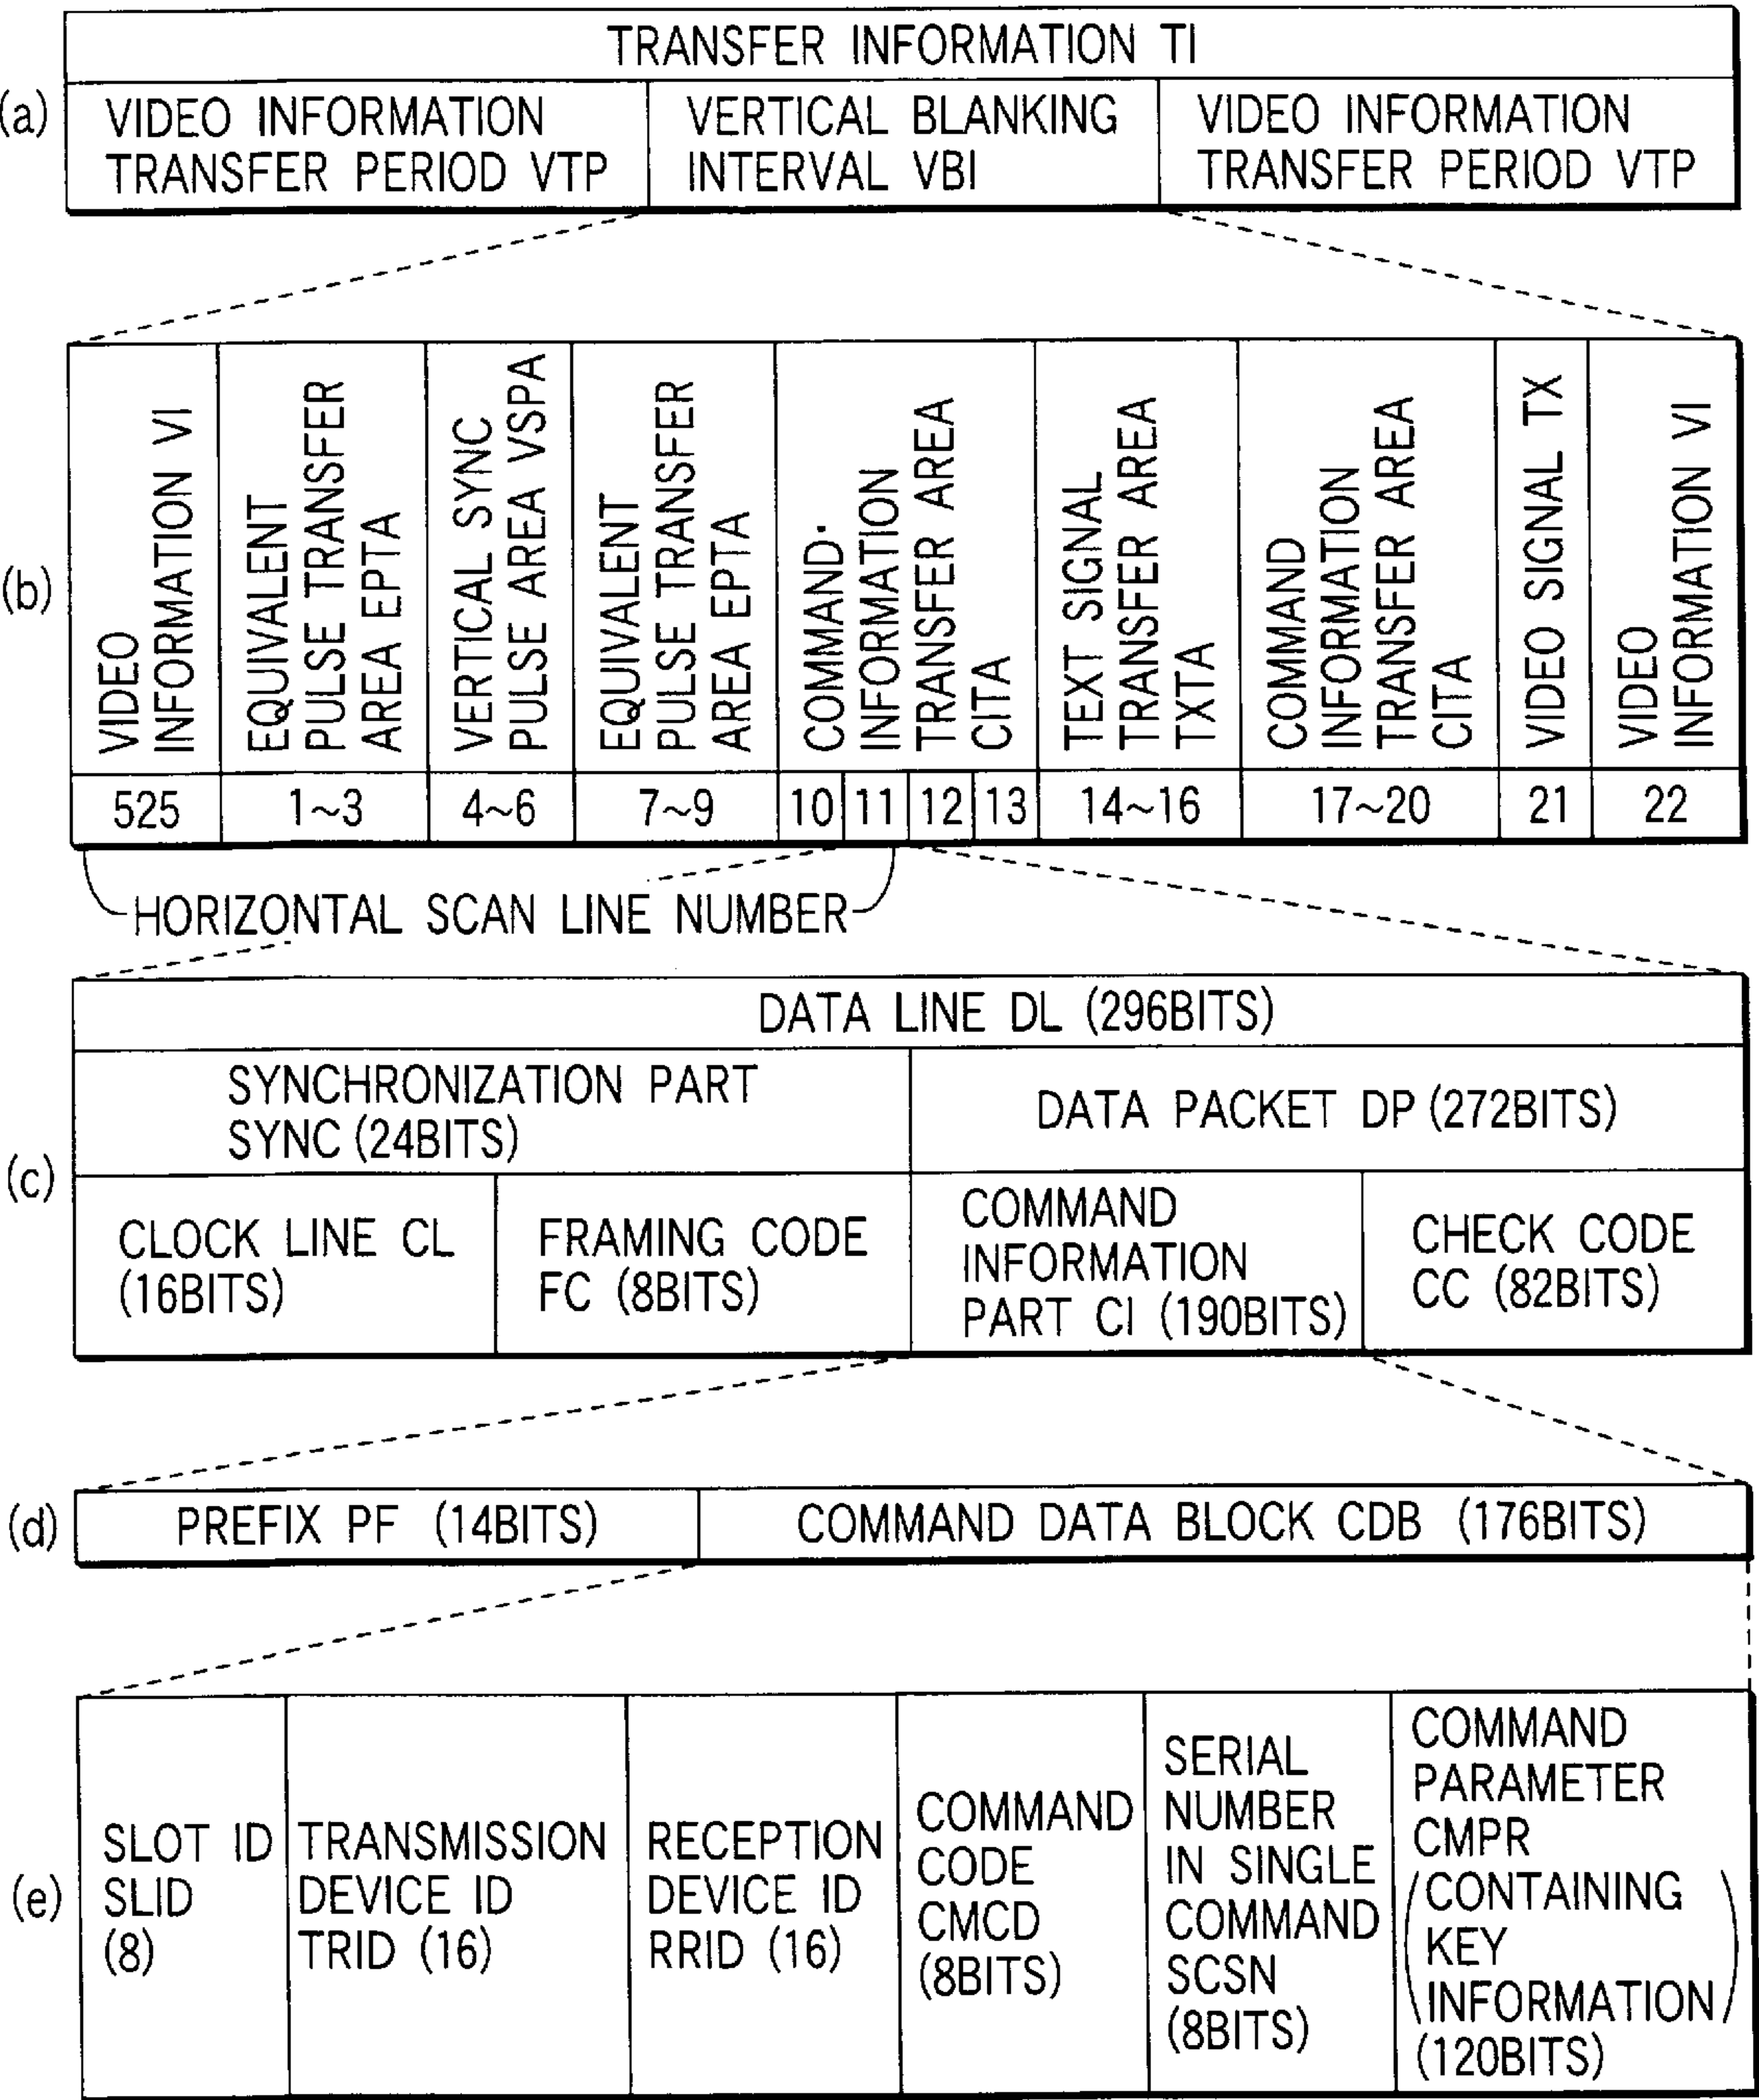 TRANSFER INFORMATION TI
(a)
VIDEO INFORMATION
TRANSFER PERIOD VTP
VERTICAL BLANKING
INTERVAL VBI
VIDEO INFORMATION
TRANSFER PERIOD VTP
(b)
VIDEO
INFORMATION VI
EQUIVALENT
PULSE TRANSFER
AREA EPTA
VERTICAL SYNC
PULSE AREA VSPA
EQUIVALENT
PULSE TRANSFER
AREA EPTA
COMMAND·
INFORMATION
TRANSFER AREA
CITA
TEXT SIGNAL
TRANSFER AREA
TXTA
COMMAND
INFORMATION
TRANSFER AREA
CITA
VIDEO SIGNAL TX
VIDEO
INFORMATION VI
525
1~3
4~6
7~9
10
11
12
13
14~16
17~20
21
22
HORIZONTAL SCAN LINE NUMBER
(c)
DATA LINE DL (296BITS)
SYNCHRONIZATION PART
SYNC (24BITS)
DATA PACKET DP (272BITS)
CLOCK LINE CL
(16BITS)
FRAMING CODE
FC (8BITS)
COMMAND
INFORMATION
PART CI (190BITS)
CHECK CODE
CC (82BITS)
(d)
PREFIX PF (14BITS)
COMMAND DATA BLOCK CDB (176BITS)
(e)
SLOT ID
SLID
(8)
TRANSMISSION
DEVICE ID
TRID (16)
RECEPTION
DEVICE ID
RRID (16)
COMMAND
CODE
CMCD
(8BITS)
SERIAL
NUMBER
IN SINGLE
COMMAND
SCSN
(8BITS)
COMMAND
PARAMETER
CMPR
(CONTAINING
KEY
INFORMATION)
(120BITS)